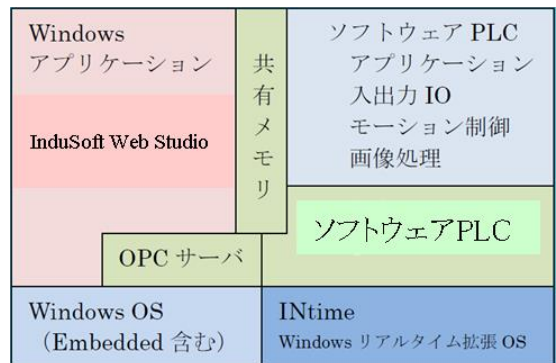 Windows
アプリケーション
InduSoft Web Studio
共有メモリ
ソフトウェア PLC
アプリケーション
入出力 IO
モーション制御
画像処理
ソフトウェアPLC
OPC サーバ
Windows OS
（Embedded 含む）
INtime
Windows リアルタイム拡張 OS